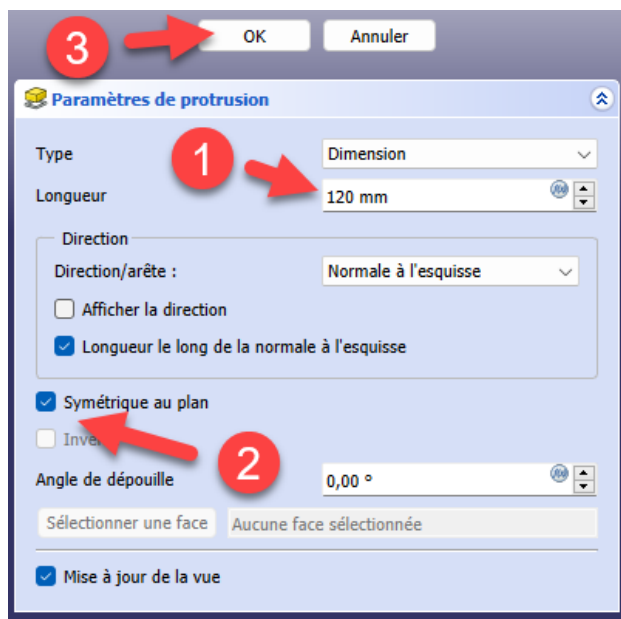 3
OK Annuler
Paramètres de protrusion
Type 1 Dimension
Longueur 120 mm
Direction
Direction/arête : Normale à l'esquisse
Afficher la direction
Longueur le long de la normale à l'esquisse
Symétrique au plan
2
Angle de dépouille 0,00 °
Sélectionner une face Aucune face sélectionnée
Mise à jour de la vue